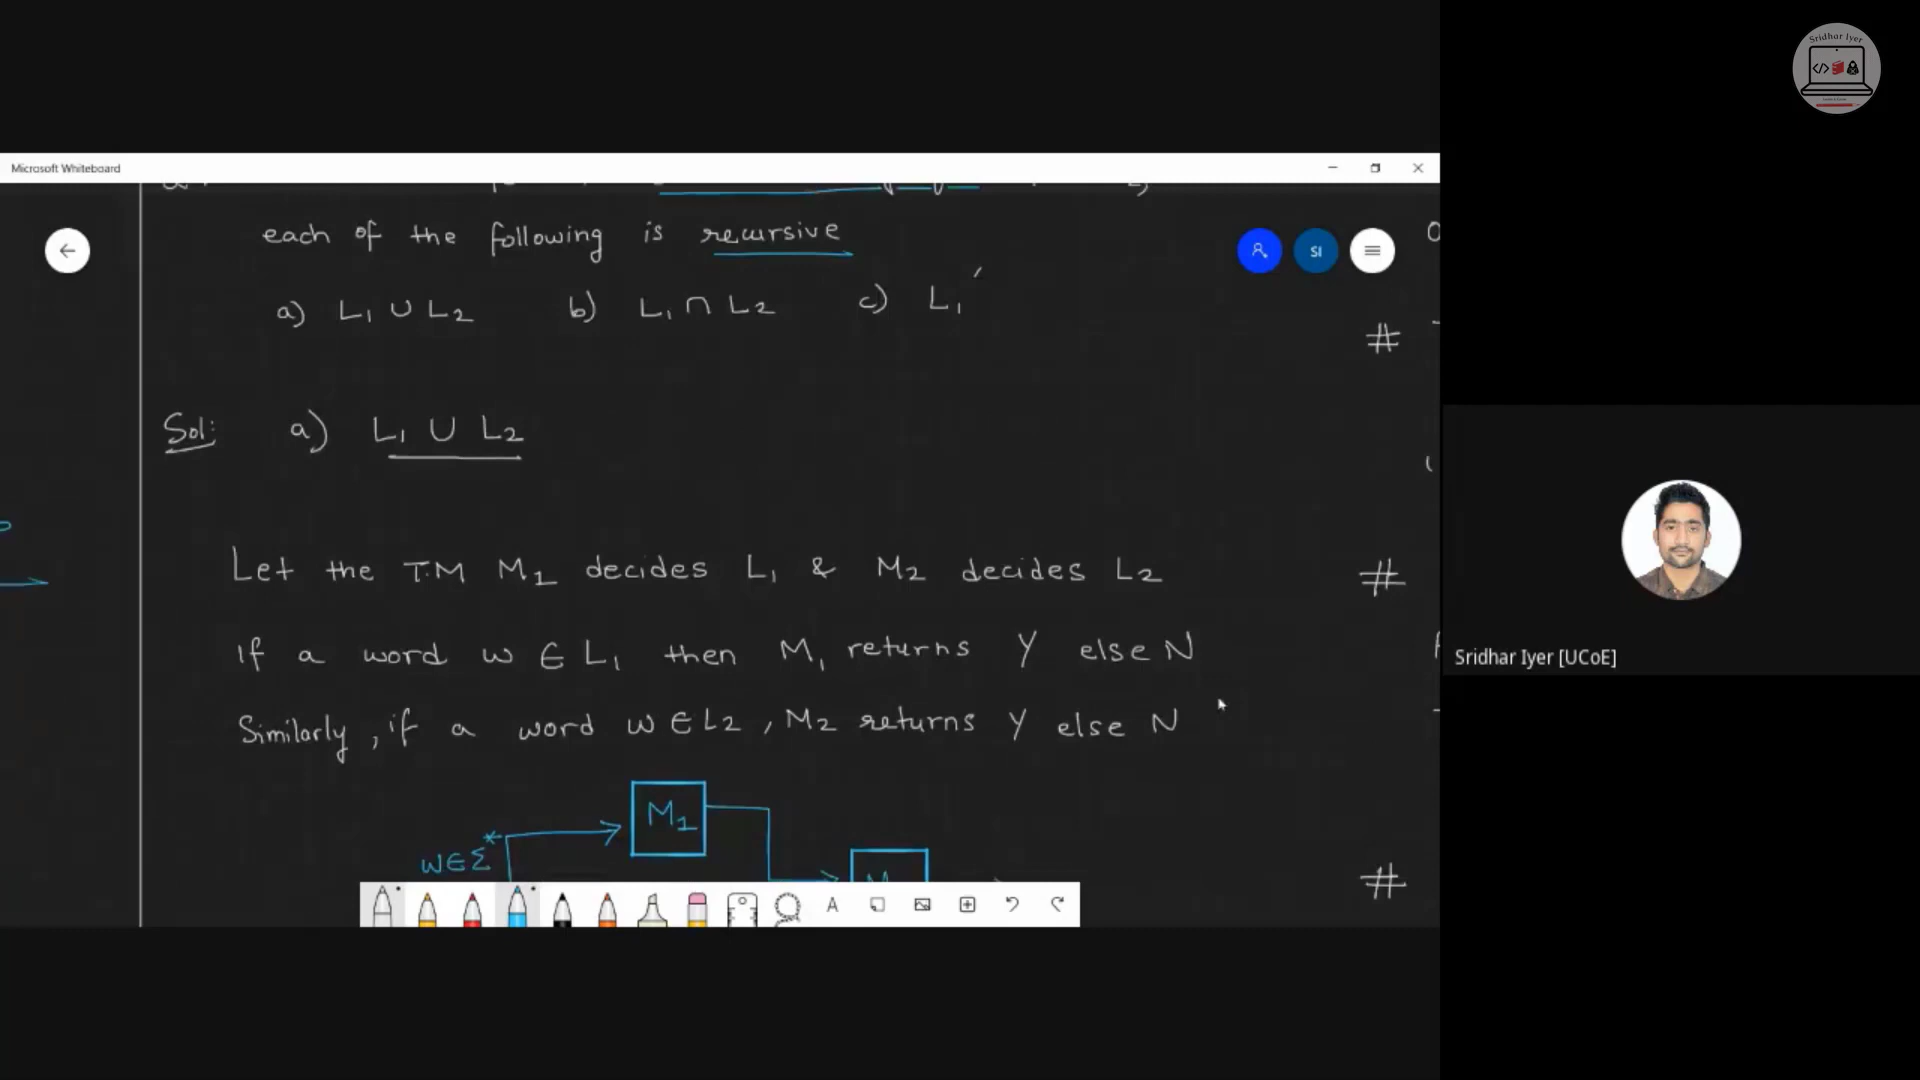 Sridhar Iyer
</>
Microsoft Whiteboard
each of the following is recursive
a) L₁ ∪ L₂ b) L₁ ∩ L₂ c) L₁′
#
Sol: a) L₁ ∪ L₂
Let the T.M M₁ decides L₁ & M₂ decides L₂
#
If a word w ∈ L₁ then M₁ returns Y else N
Sridhar Iyer [UCoE]
Similarly, if a word w ∈ L₂, M₂ returns Y else N
M₁
w∈Σ*
#
SI
A